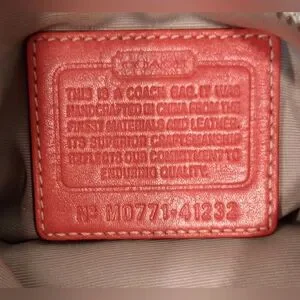 COACH
THIS IS A COACH BAG. IT WAS
HANDCRAFTED IN CHINA FROM THE
FINEST MATERIALS AND LEATHER.
ITS SUPERIOR CRAFTSMANSHIP
REFLECTS OUR COMMITMENT TO
ENDURING QUALITY.
Nº M0771-41232